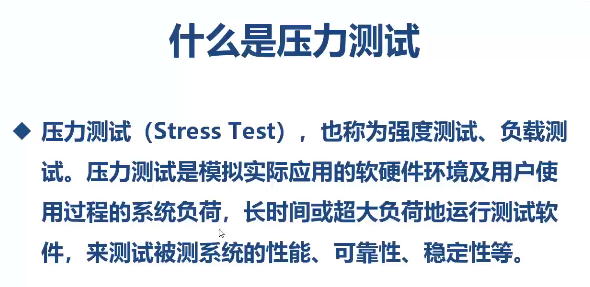 什么是压力测试
压力测试（Stress Test），也称为强度测试、负载测
试。压力测试是模拟实际应用的软硬件环境及用户使
用过程的系统负荷，长时间或超大负荷地运行测试软
件，来测试被测系统的性能、可靠性、稳定性等。